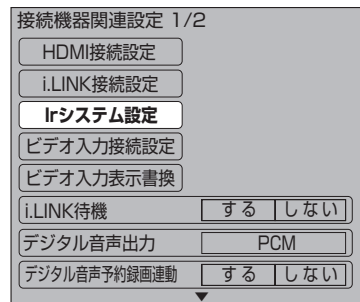 接続機器関連設定 1/2
HDMI接続設定
i.LINK接続設定
Irシステム設定
ビデオ入力接続設定
ビデオ入力表示書換
i.LINK待機 する しない
デジタル音声出力 PCM
デジタル音声予約録画連動 する しない